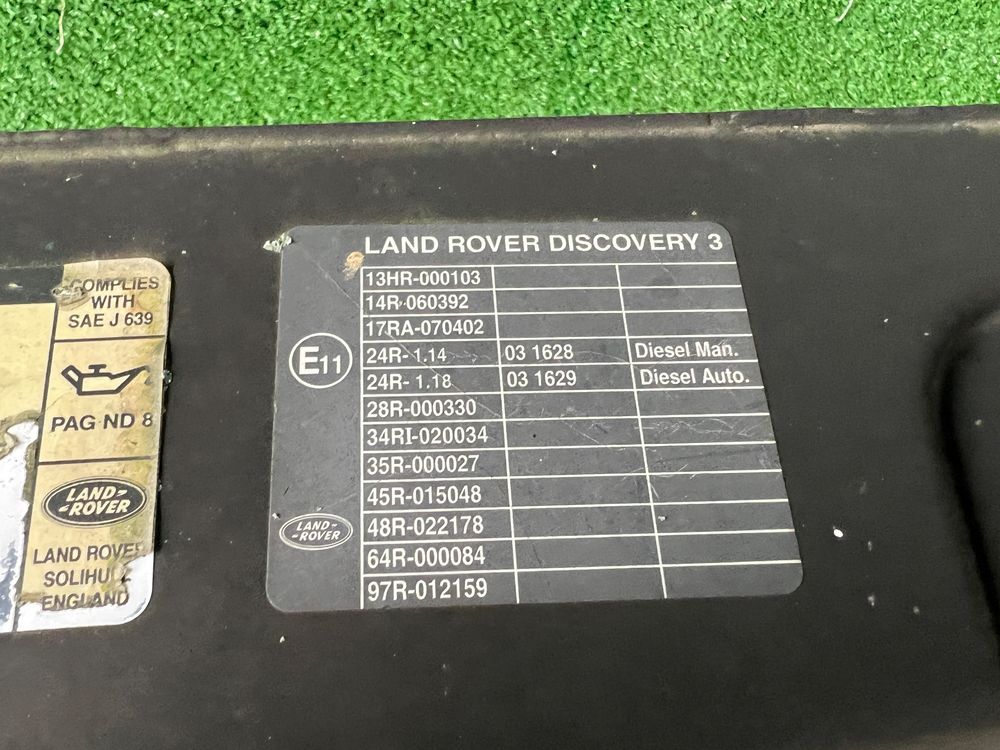 COMPLIES
WITH
SAE J 639
PAG ND 8
LAND-
-ROVER
LAND ROVER
SOLIHULL
ENGLAND
LAND ROVER DISCOVERY 3
E11
13HR-000103
14R-060392
17RA-070402
24R- 1.14 03 1628 Diesel Man.
24R- 1.18 03 1629 Diesel Auto.
28R-000330
34RI-020034
35R-000027
45R-015048
48R-022178
64R-000084
97R-012159
LAND-
-ROVER